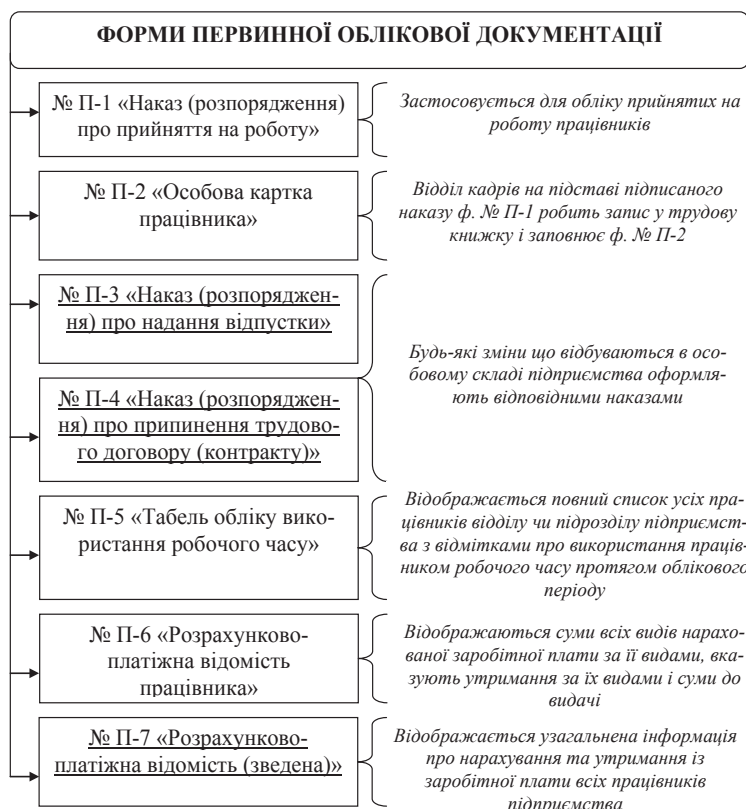 ФОРМИ ПЕРВИННОЇ ОБЛІКОВОЇ ДОКУМЕНТАЦІЇ
№ П-1 «Наказ (розпорядження)
про прийняття на роботу»
Застосовується для обліку прийнятих на
роботу працівників
№ П-2 «Особова картка
працівника»
Відділ кадрів на підставі підписаного
наказу ф. № П-1 робить запис у трудову
книжку і заповнює ф. № П-2
№ П-3 «Наказ (розпоряджен-
ня) про надання відпустки»
№ П-4 «Наказ (розпоряджен-
ня) про припинення трудово-
го договору (контракту)»
Будь-які зміни що відбуваються в осо-
бовому складі підприємства оформля-
ють відповідними наказами
№ П-5 «Табель обліку вико-
ристання робочого часу»
Відображається повний список усіх пра-
цівників відділу чи підрозділу підприємст-
ва з відмітками про використання праців-
ником робочого часу протягом облікового
періоду
№ П-6 «Розрахунково-
платіжна відомість
працівника»
Відображаються суми всіх видів нарахо-
ваної заробітної плати за її видами, вка-
зують утримання за їх видами і суми до
видачі
№ П-7 «Розрахунково-
платіжна відомість (зведена)»
Відображається узагальнена інформація
про нарахування та утримання із
заробітної плати всіх працівників
підприємства